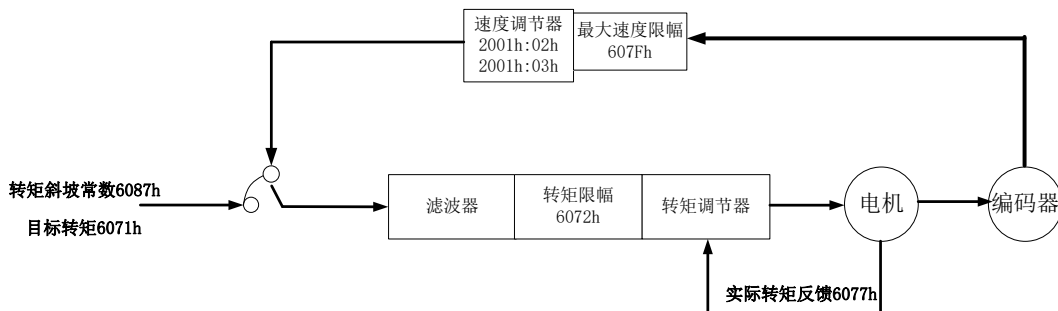 速度调节器
2001h:02h
2001h:03h
最大速度限幅
607Fh
转矩斜坡常数6087h
目标转矩6071h
滤波器
转矩限幅
6072h
转矩调节器
电机
编码器
实际转矩反馈6077h